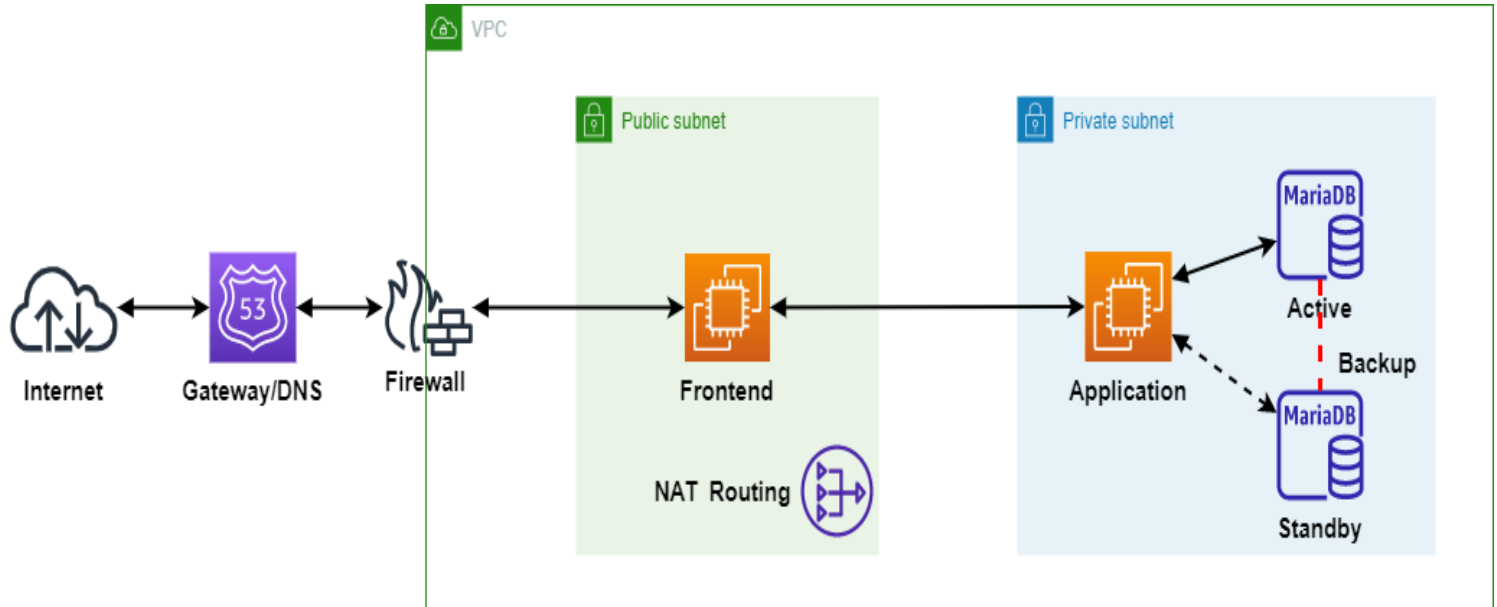 VPC
Public subnet
Private subnet
MariaDB
53
Active
Internet
Gateway/DNS
Firewall
Frontend
Application
Backup
MariaDB
NAT Routing
Standby